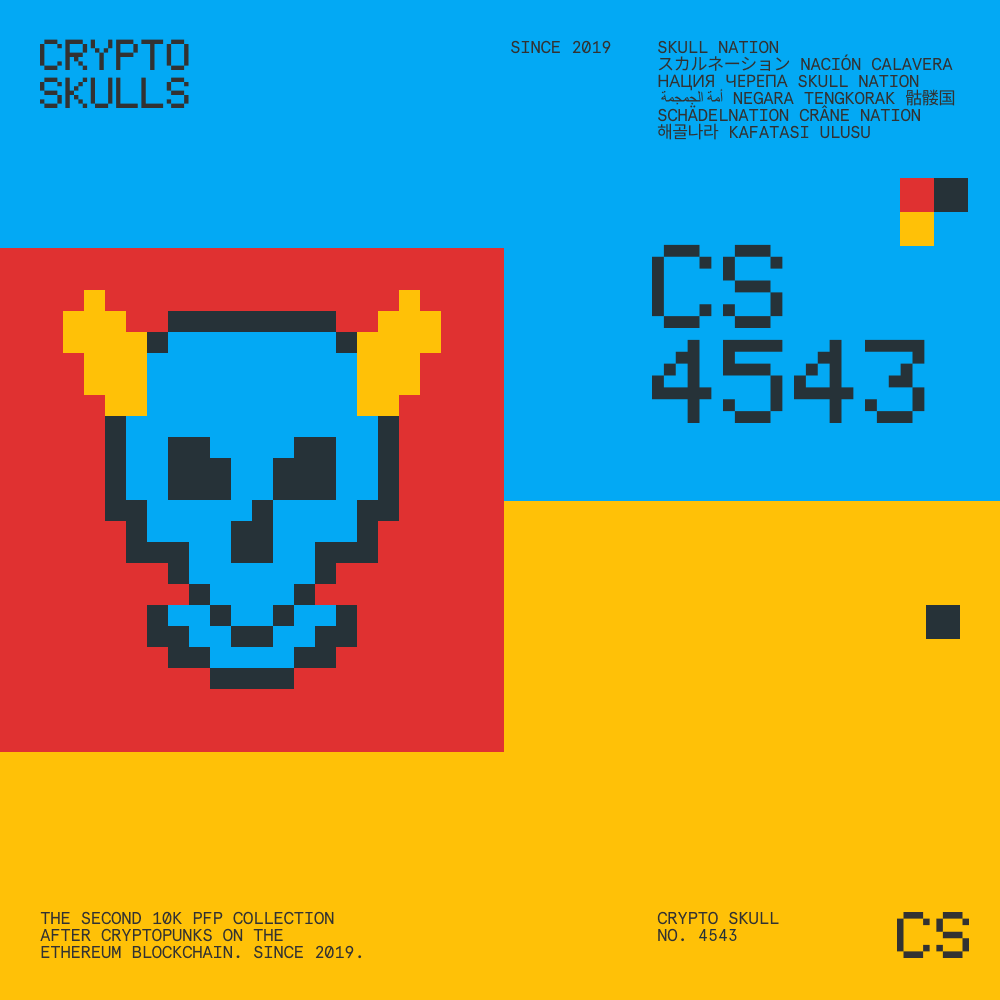 CRYPTO
SKULLS
SINCE 2019
SKULL NATION
スカルネーション NACIÓN CALAVERA
НАЦИЯ ЧЕРЕПА SKULL NATION
أمة الجمجمة NEGARA TENGKORAK 骷髅国
SCHÄDELNATION CRÂNE NATION
해골나라 KAFATASI ULUSU
CS
4543
THE SECOND 10K PFP COLLECTION
AFTER CRYPTOPUNKS ON THE
ETHEREUM BLOCKCHAIN. SINCE 2019.
CRYPTO SKULL
NO. 4543
CS